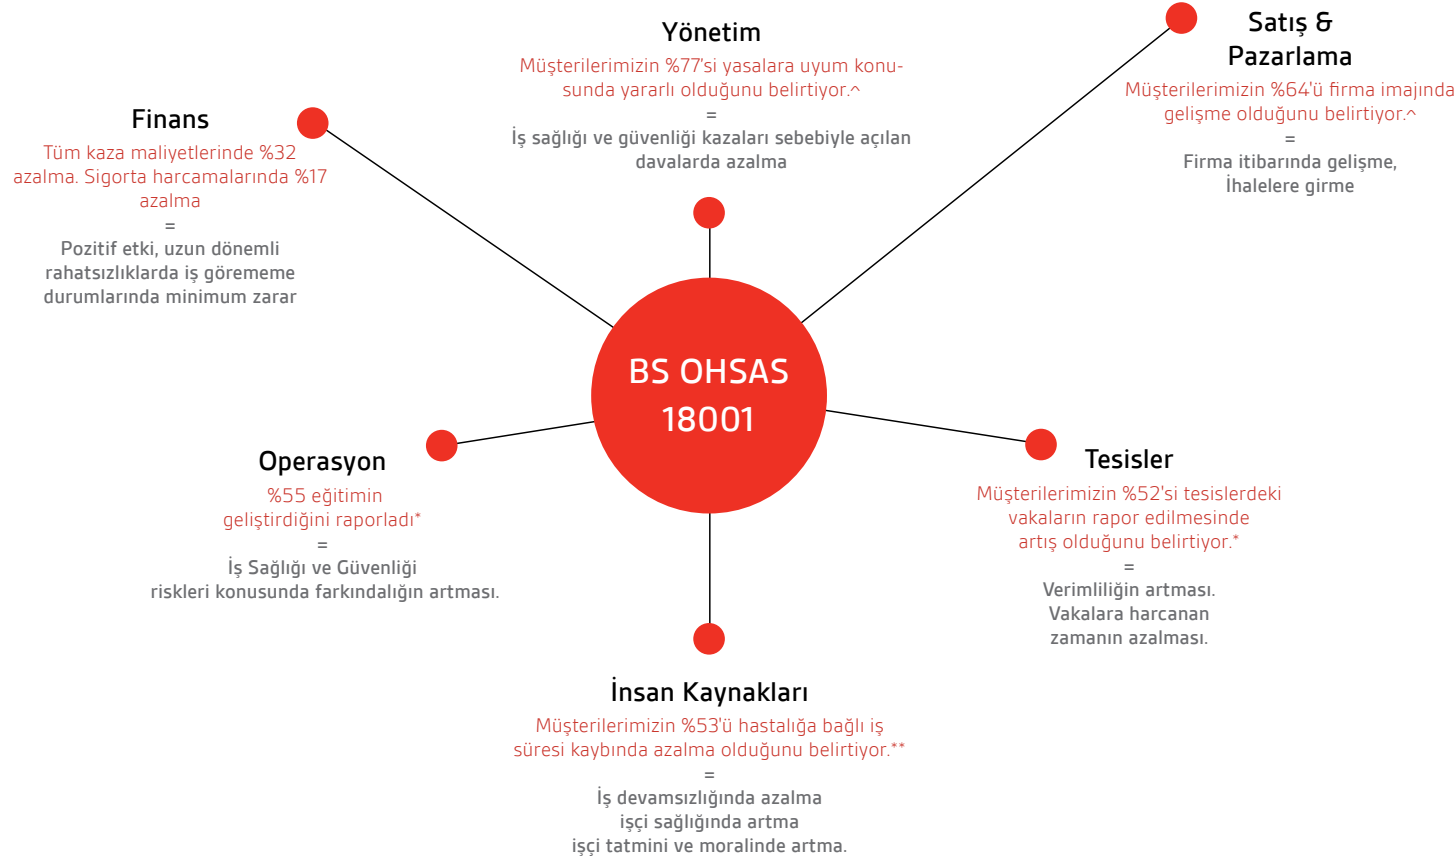 Yönetim
Müşterilerimizin %77'si yasalara uyum konu-
sunda yararlı olduğunu belirtiyor.^
=
İş sağlığı ve güvenliği kazaları sebebiyle açılan
davalarda azalma
Satış &
Pazarlama
Müşterilerimizin %64'ü firma imajında
gelişme olduğunu belirtiyor.^
=
Firma itibarında gelişme,
İhalelere girme
Finans
Tüm kaza maliyetlerinde %32
azalma. Sigorta harcamalarında %17
azalma
=
Pozitif etki, uzun dönemli
rahatsızlıklarda iş görememe
durumlarında minimum zarar
BS OHSAS
18001
Operasyon
%55 eğitimin
geliştirdiğini raporladı*
=
İş Sağlığı ve Güvenliği
riskleri konusunda farkındalığın artması.
Tesisler
Müşterilerimizin %52'si tesislerdeki
vakaların rapor edilmesinde
artış olduğunu belirtiyor.*
=
Verimliliğin artması.
Vakalara harcanan
zamanın azalması.
İnsan Kaynakları
Müşterilerimizin %53'ü hastalığa bağlı iş
süresi kaybında azalma olduğunu belirtiyor.**
=
İş devamsızlığında azalma
işçi sağlığında artma
işçi tatmini ve moralinde artma.